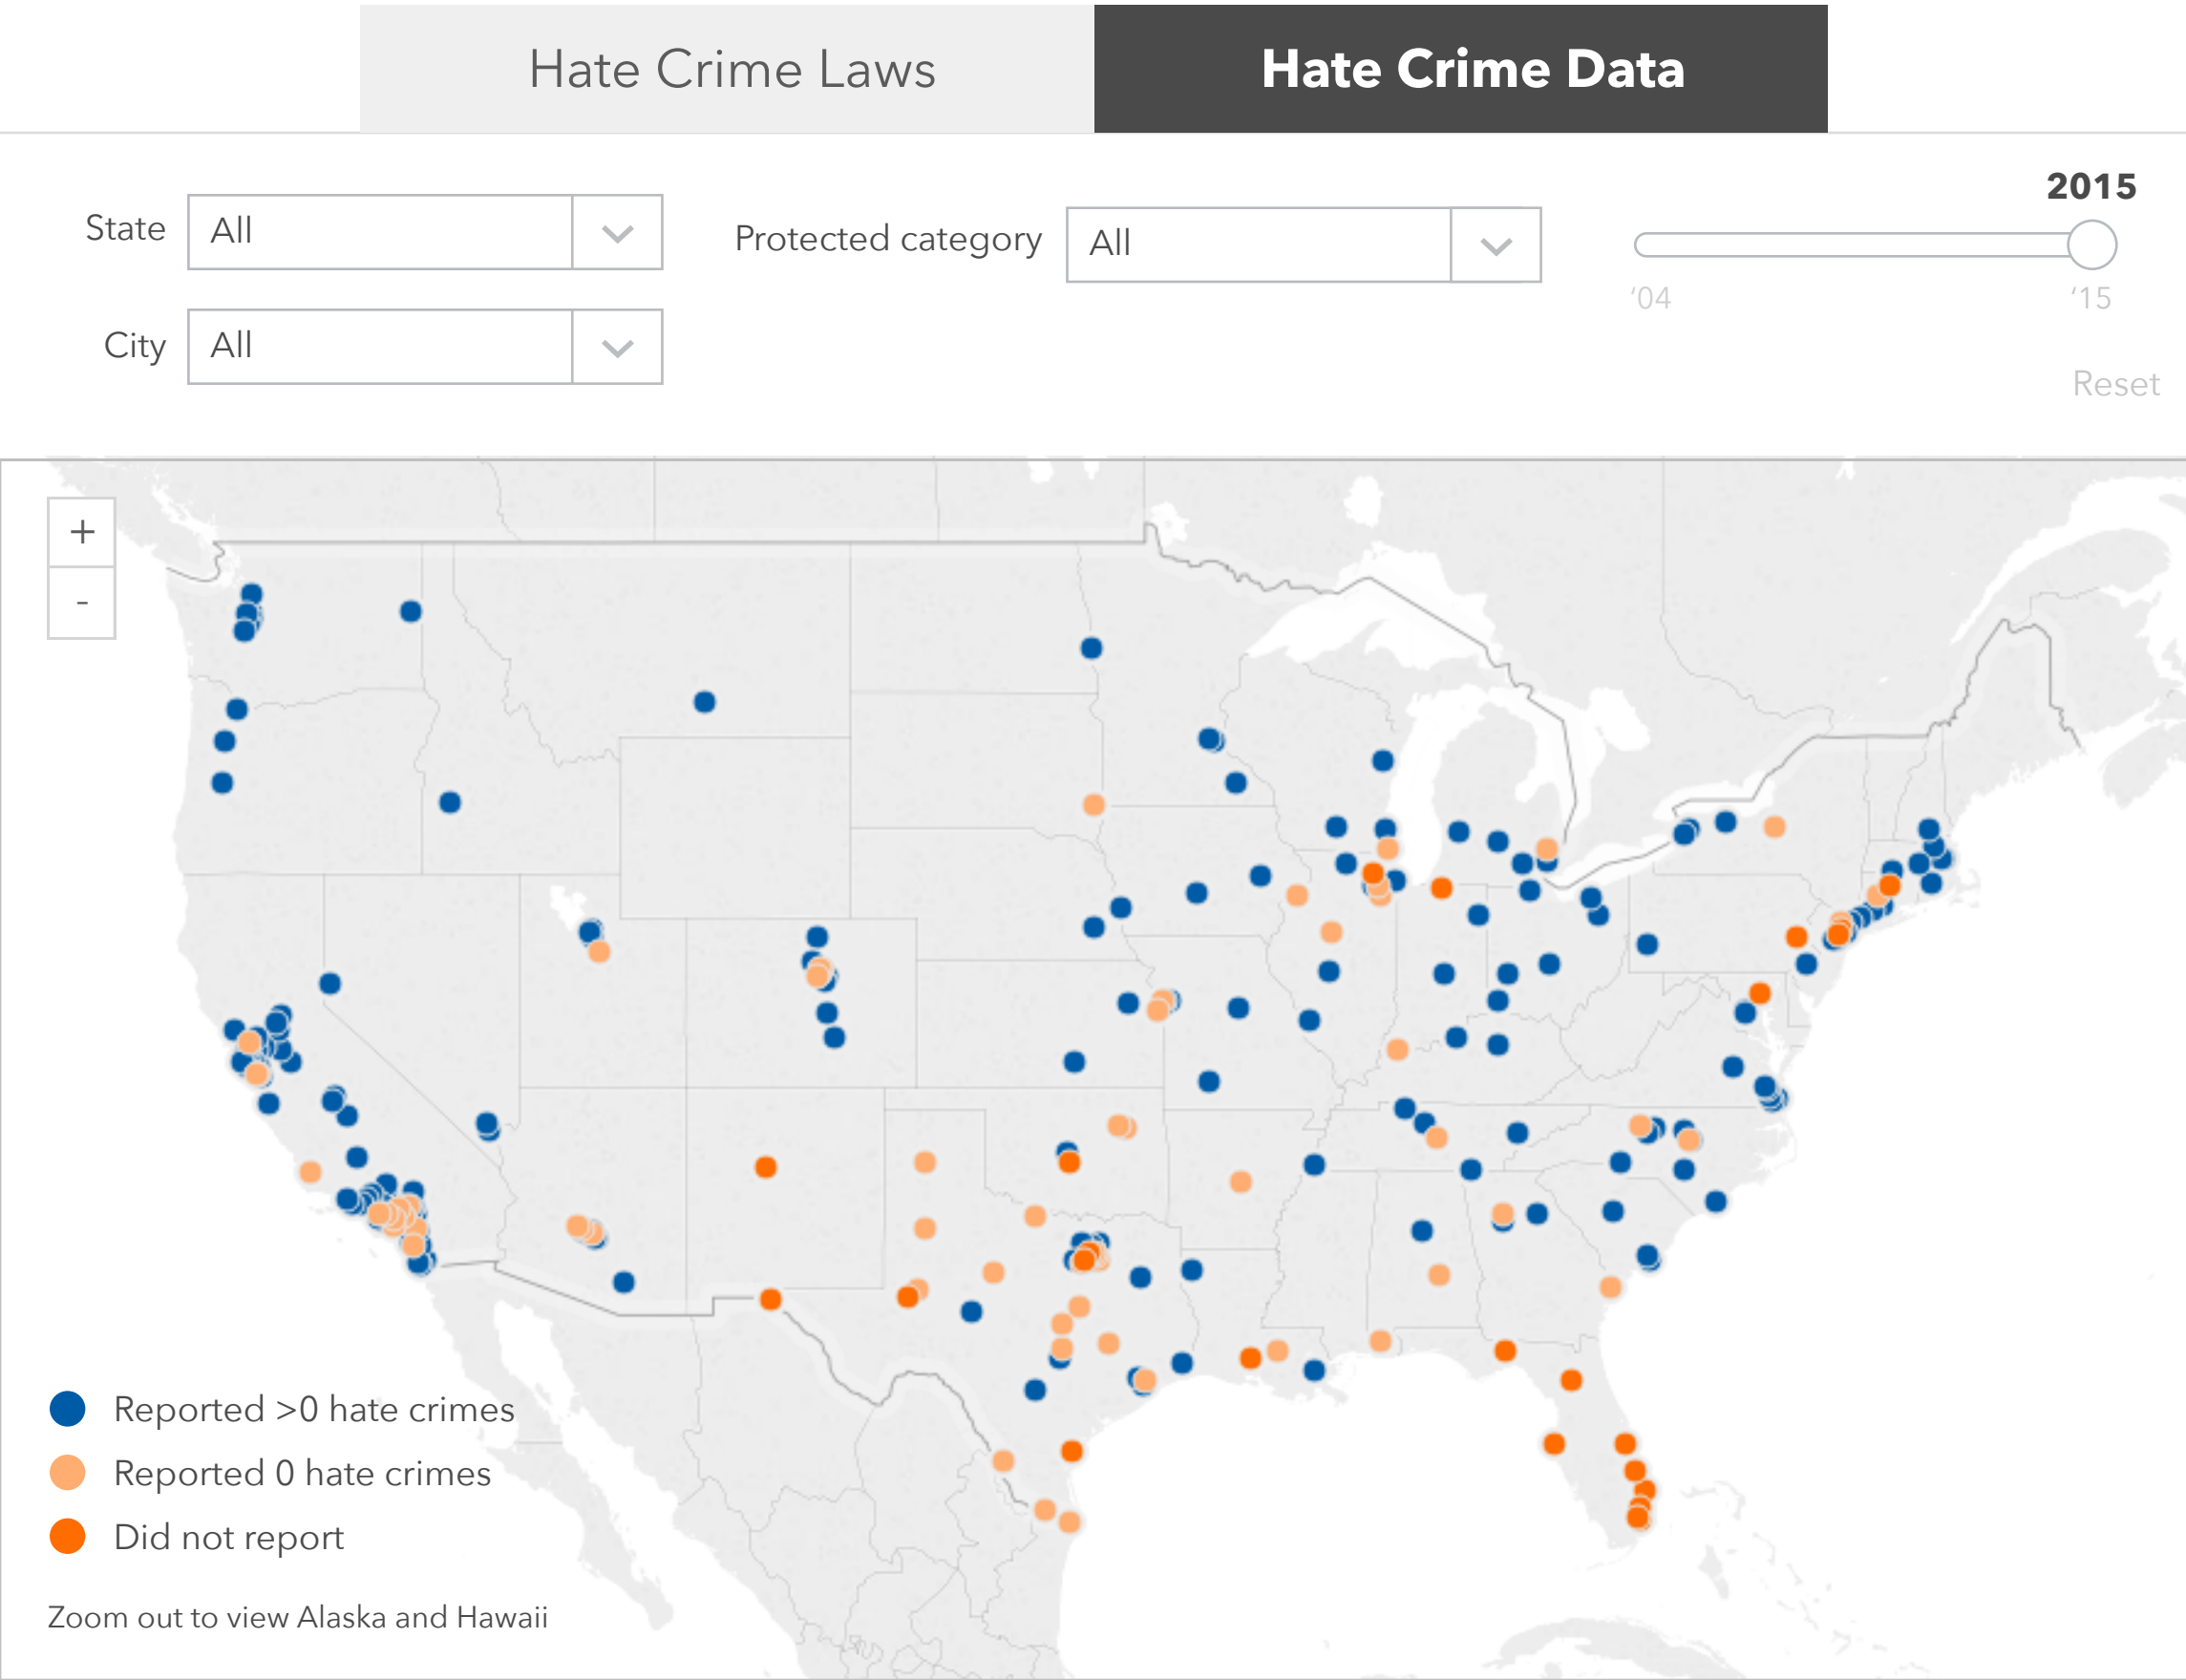 Hate Crime Laws
Hate Crime Data
2015
State
All
Protected category
All
‘04
‘15
City
All
Reset
+
-
Reported >0 hate crimes
Reported 0 hate crimes
Did not report
Zoom out to view Alaska and Hawaii